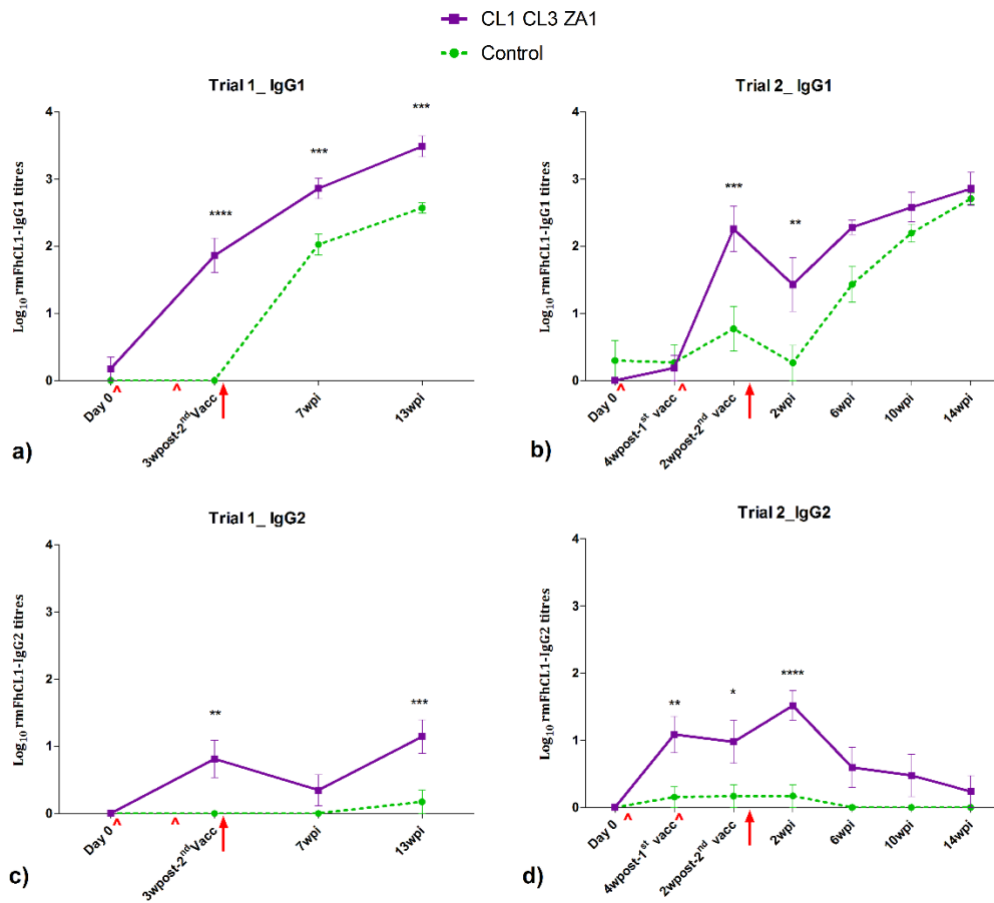 CL1 CL3 ZA1
Control
Trial 1_ IgG1
Log10 rmFhCL1-IgG1 titres
4
3
2
1
0
****
***
***
Day 0
3wpost-2nd Vacc
7wpi
13wpi
a)
Trial 2_ IgG1
Log10 rmFhCL1-IgG1 titres
4
3
2
1
0
***
**
Day 0
4wpost-1st vacc
2wpost-2nd vacc
2wpi
6wpi
10wpi
14wpi
b)
Trial 1_ IgG2
Log10 rmFhCL1-IgG2 titres
4
3
2
1
0
**
***
Day 0
3wpost-2nd Vacc
7wpi
13wpi
c)
Trial 2_IgG2
Log10 rmFhCL1-IgG2 titres
4
3
2
1
0
**
*
****
Day 0
4wpost-1st vacc
2wpost-2nd vacc
2wpi
6wpi
10wpi
14wpi
d)